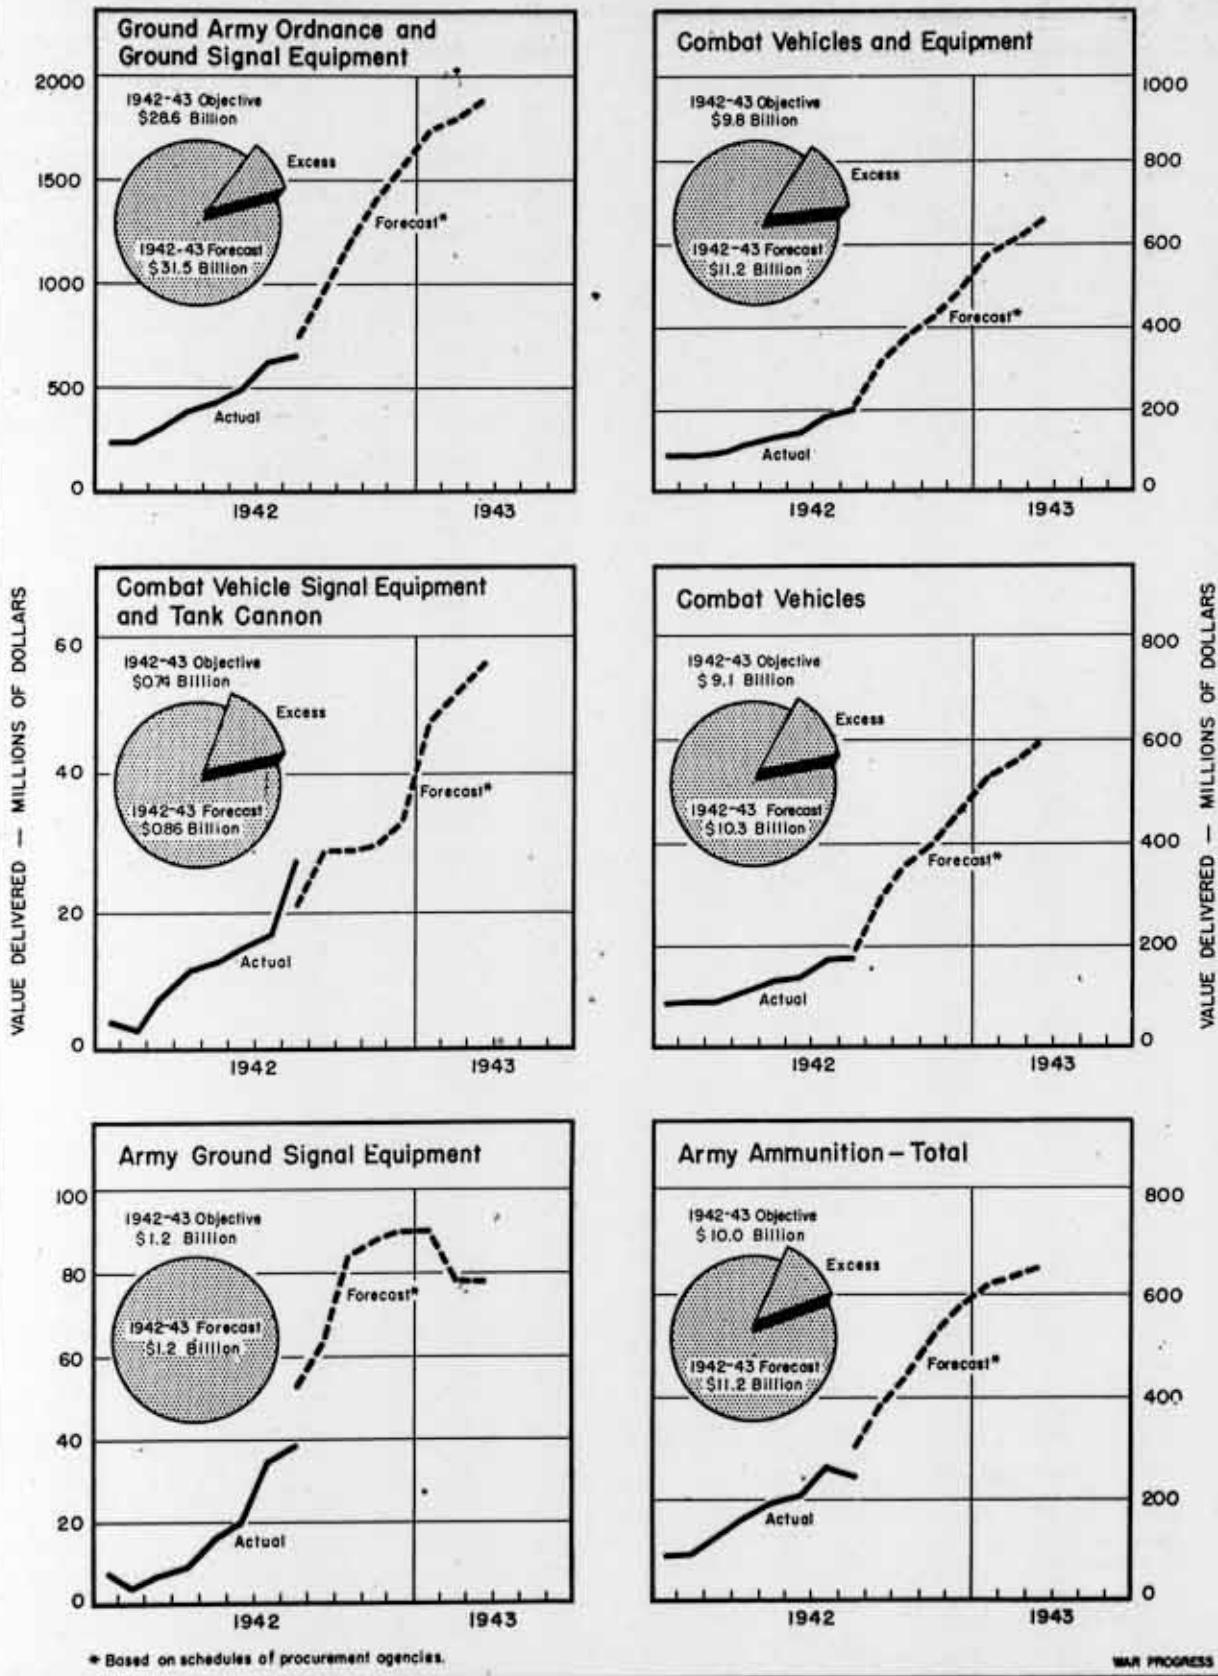 Ground Army Ordnance and
Ground Signal Equipment
2000
1500
1000
500
0
1942-43 Objective
$28.6 Billion
Excess
1942-43 Forecast
$31.5 Billion
Forecast*
Actual
1942
1943
Combat Vehicles and Equipment
1000
800
600
400
200
0
1942-43 Objective
$9.8 Billion
Excess
1942-43 Forecast
$11.2 Billion
Forecast*
Actual
1942
1943
VALUE DELIVERED — MILLIONS OF DOLLARS
Combat Vehicle Signal Equipment
and Tank Cannon
60
40
20
0
1942-43 Objective
$0.74 Billion
Excess
1942-43 Forecast
$0.86 Billion
Forecast*
Actual
1942
1943
Combat Vehicles
800
600
400
200
0
1942-43 Objective
$9.1 Billion
Excess
1942-43 Forecast
$10.3 Billion
Forecast*
Actual
1942
1943
VALUE DELIVERED — MILLIONS OF DOLLARS
Army Ground Signal Equipment
100
80
60
40
20
0
1942-43 Objective
$1.2 Billion
1942-43 Forecast
$1.2 Billion
Forecast*
Actual
1942
1943
Army Ammunition — Total
800
600
400
200
0
1942-43 Objective
$10.0 Billion
Excess
1942-43 Forecast
$11.2 Billion
Forecast*
Actual
1942
1943
* Based on schedules of procurement agencies.
WAR PROGRESS